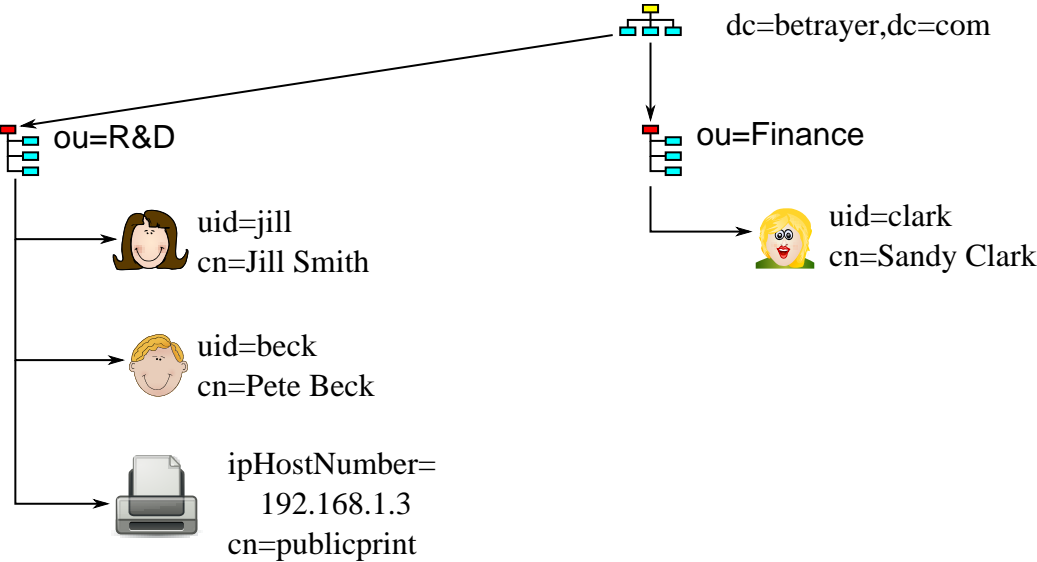 dc=betrayer,dc=com
ou=R&D
ou=Finance
uid=jill
cn=Jill Smith
uid=clark
cn=Sandy Clark
uid=beck
cn=Pete Beck
ipHostNumber=
192.168.1.3
cn=publicprint